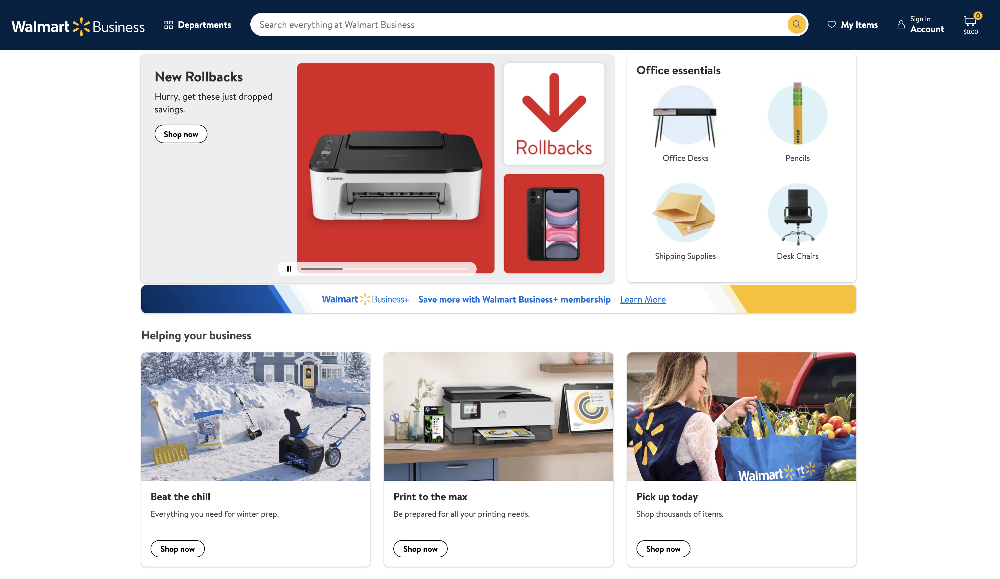 Walmart Business
Departments
Search everything at Walmart Business
My Items
Sign In
Account
0
$0.00
New Rollbacks
Hurry, get these just dropped
savings.
Shop now
Canon
Rollbacks
Office essentials
Office Desks
Pencils
Shipping Supplies
Desk Chairs
Walmart Business+
Save more with Walmart Business+ membership
Learn More
Helping your business
IceMelt
HART
910
hp
Walmart
Beat the chill
Everything you need for winter prep.
Shop now
Print to the max
Be prepared for all your printing needs.
Shop now
Pick up today
Shop thousands of items.
Shop now